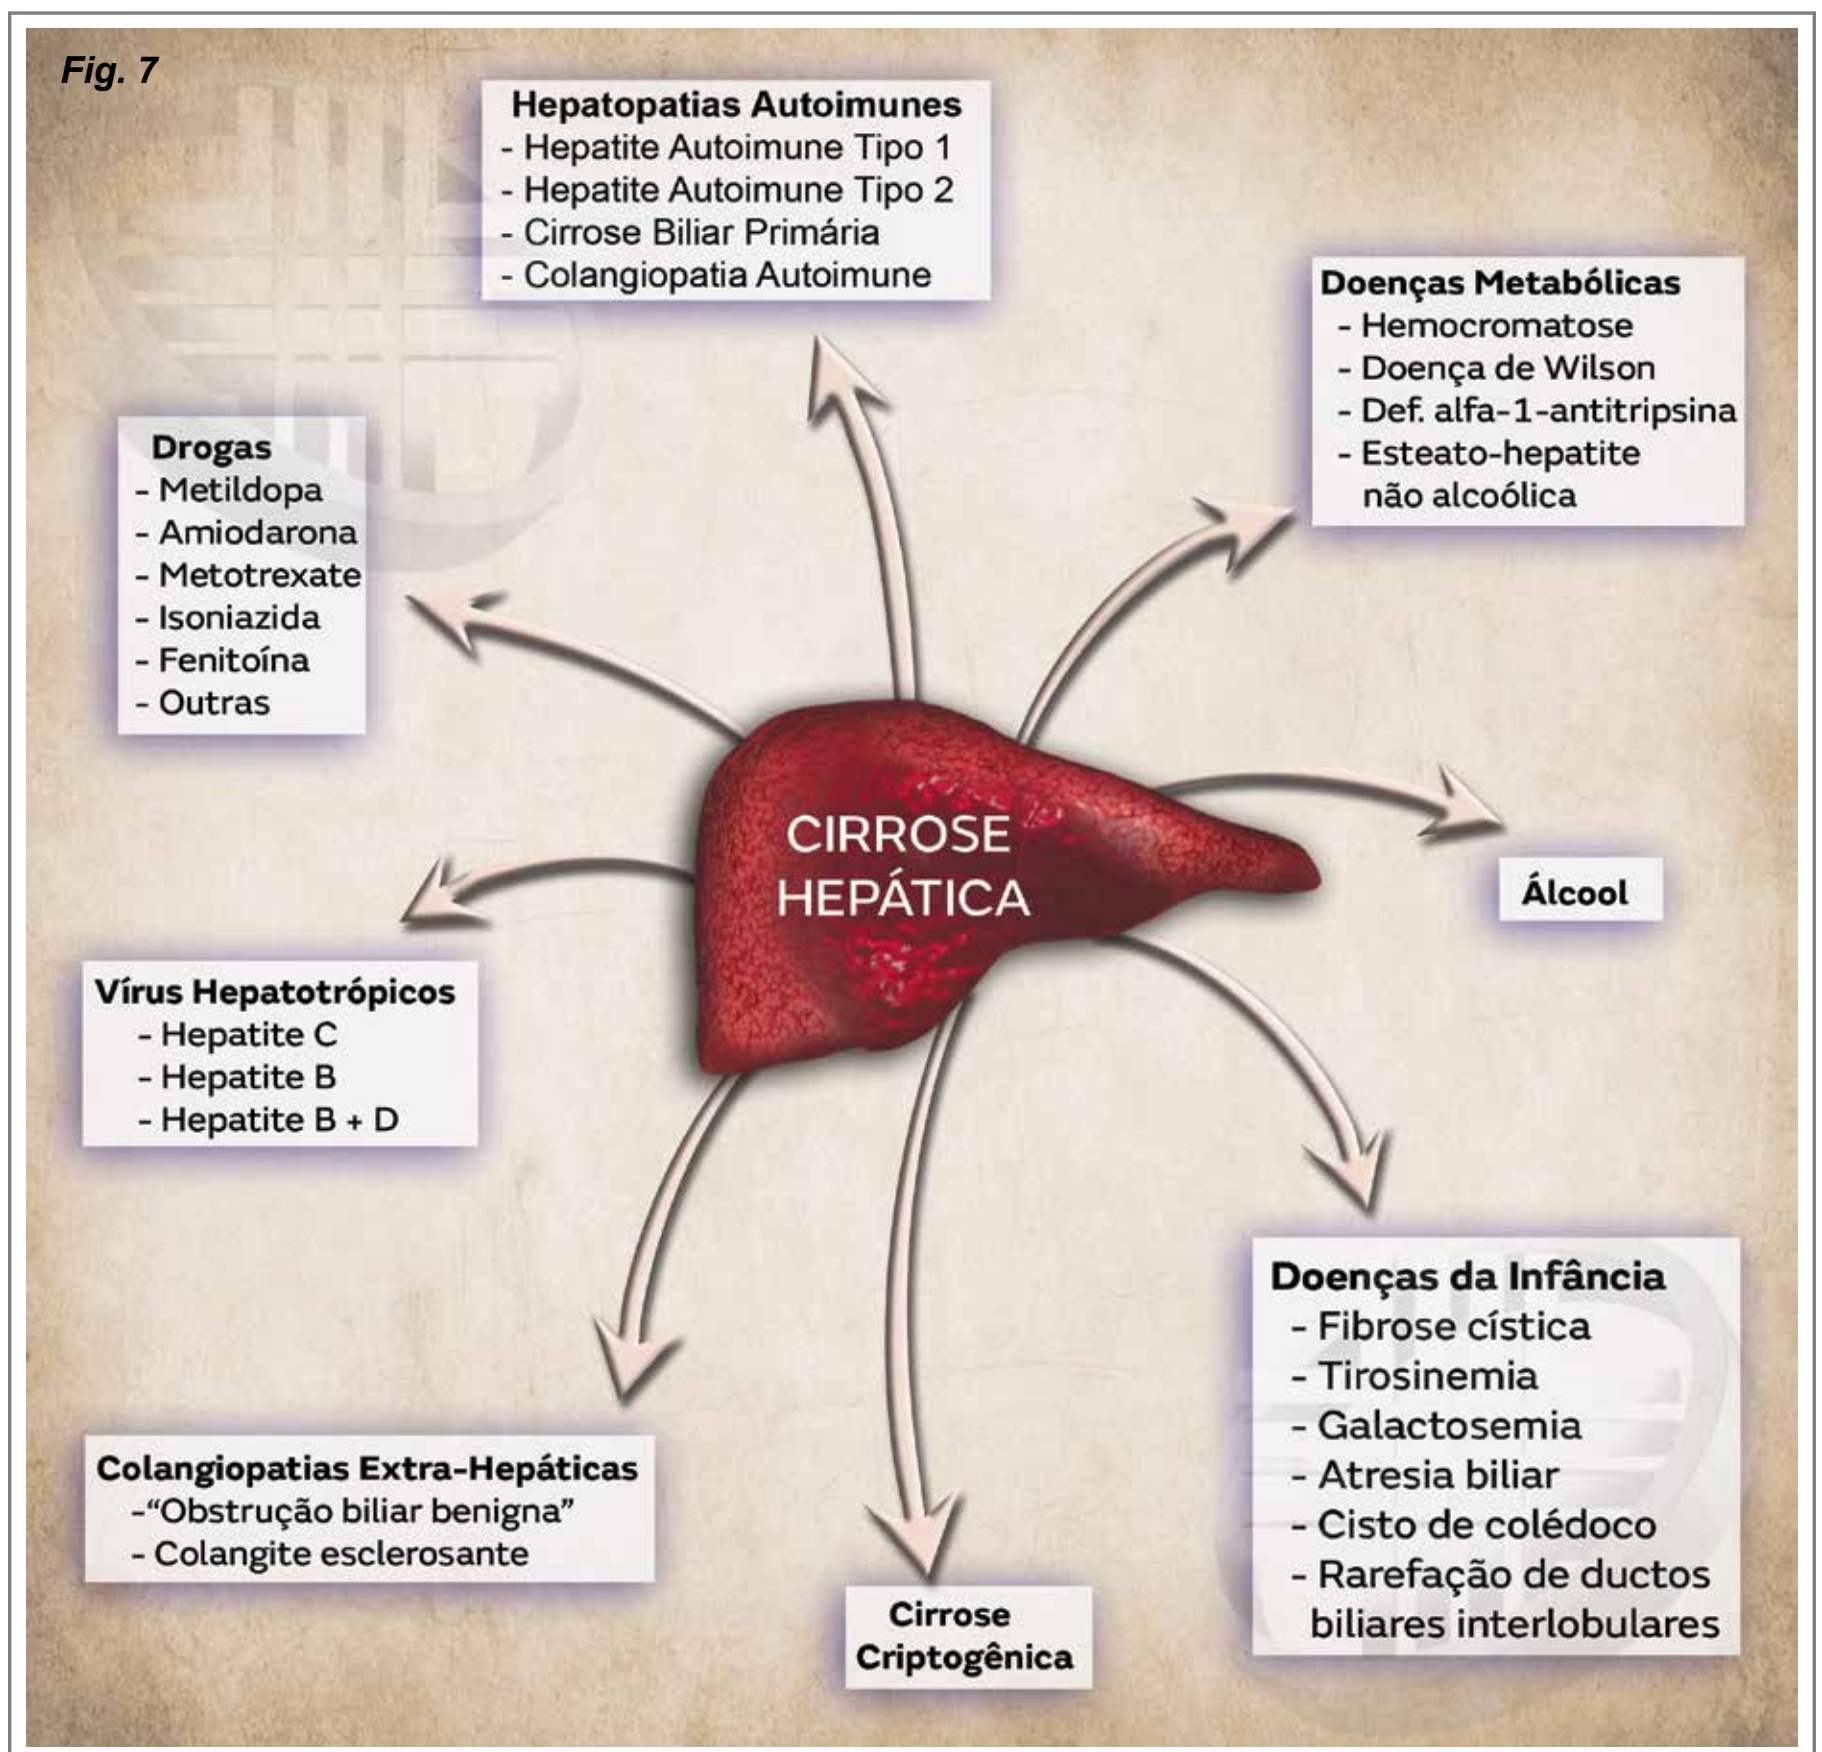 Fig. 7
Hepatopatias Autoimunes
- Hepatite Autoimune Tipo 1
- Hepatite Autoimune Tipo 2
- Cirrose Biliar Primária
- Colangiopatia Autoimune
Doenças Metabólicas
- Hemocromatose
- Doença de Wilson
- Def. alfa-1-antitripsina
- Esteato-hepatite
não alcoólica
Drogas
- Metildopa
- Amiodarona
- Metotrexate
- Isoniazida
- Fenitoína
- Outras
CIRROSE
HEPÁTICA
Álcool
Vírus Hepatotrópicos
- Hepatite C
- Hepatite B
- Hepatite B + D
Doenças da Infância
- Fibrose cística
- Tirosinemia
- Galactosemia
- Atresia biliar
- Cisto de colédoco
- Rarefação de ductos
biliares interlobulares
Colangiopatias Extra-Hepáticas
-“Obstrução biliar benigna”
- Colangite esclerosante
Cirrose
Criptogênica